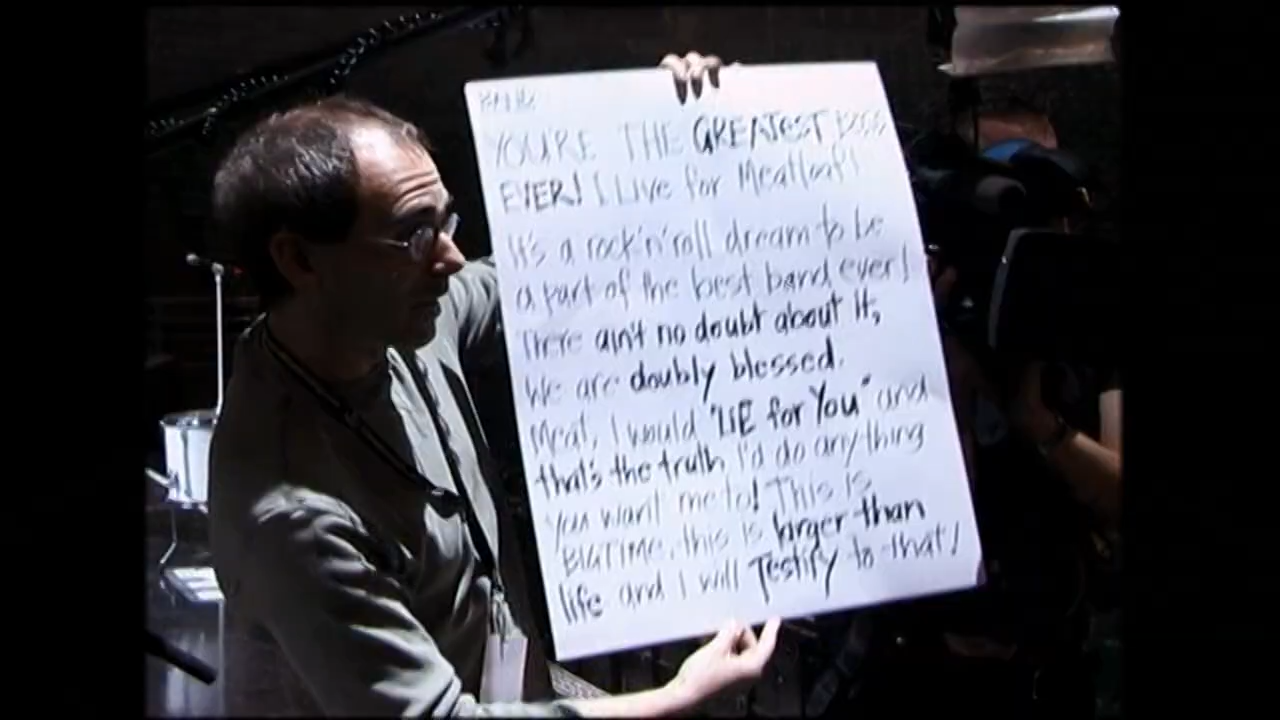 YOU'RE THE GREATEST
EVER! I Live for Meatloaf!
It's a rock'n'roll dream to be
a part of the best band ever!
There ain't no doubt about It,
We are doubly blessed.
Meat, I would "LIE for You" and
that's the truth I'd do anything
you want me to! This is
BIGTIME, this is larger than
life and I will Testify to that!